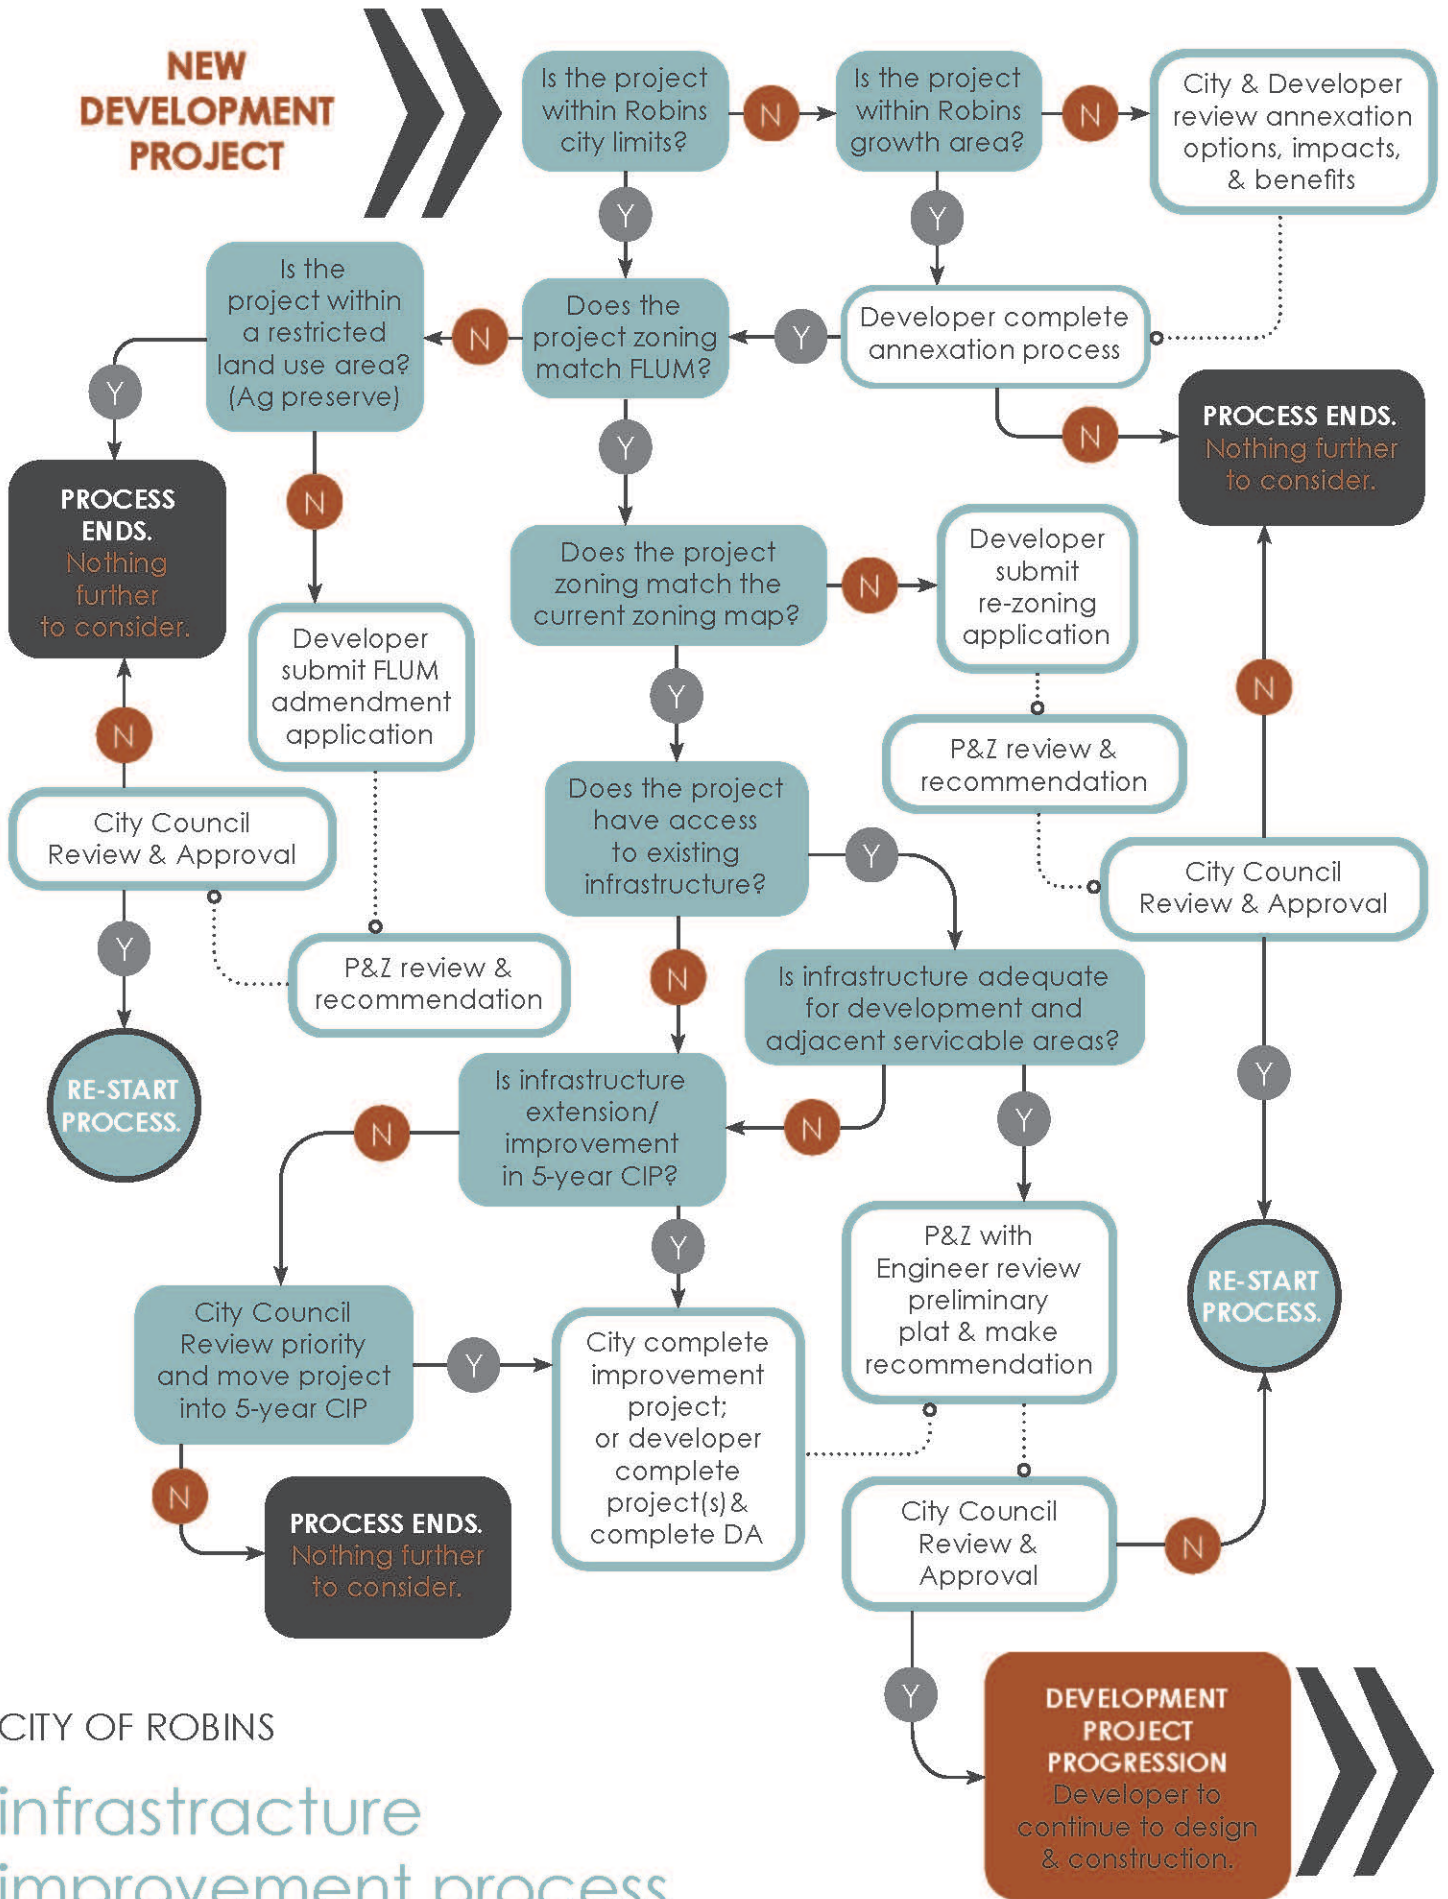 NEW
DEVELOPMENT
PROJECT
Is the project
within Robins
city limits?
N
Is the project
within Robins
growth area?
N
City & Developer
review annexation
options, impacts,
& benefits
Y
Y
Is the
project within
a restricted
land use area?
(Ag preserve)
N
Does the
project zoning
match FLUM?
Y
Developer complete
annexation process
Y
N
PROCESS ENDS.
Nothing further
to consider.
Y
PROCESS
ENDS.
Nothing
further
to consider.
N
Developer
submit FLUM
admendment
application
Does the project
zoning match the
current zoning map?
N
Developer
submit
re-zoning
application
N
Y
N
P&Z review &
recommendation
City Council
Review & Approval
Does the project
have access
to existing
infrastructure?
Y
City Council
Review & Approval
Y
P&Z review &
recommendation
N
Is infrastructure adequate
for development and
adjacent servicable areas?
RE-START
PROCESS.
Is infrastructure
extension/
improvement
in 5-year CIP?
N
N
Y
Y
Y
P&Z with
Engineer review
preliminary
plat & make
recommendation
RE-START
PROCESS.
City Council
Review priority
and move project
into 5-year CIP
Y
City complete
improvement
project;
or developer
complete
project(s)&
complete DA
N
PROCESS ENDS.
Nothing further
to consider.
City Council
Review &
Approval
N
Y
DEVELOPMENT
PROJECT
PROGRESSION
Developer to
continue to design
& construction.
CITY OF ROBINS
infrastracture
improvement process